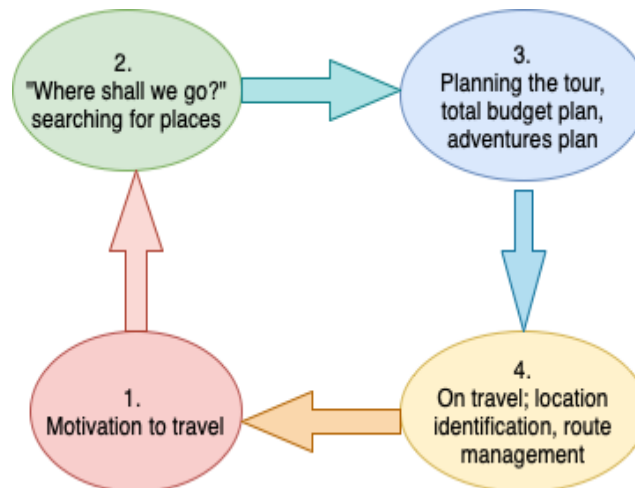 2.
"Where shall we go?"
searching for places
3.
Planning the tour,
total budget plan,
adventures plan
1.
Motivation to travel
4.
On travel; location
identification, route
management